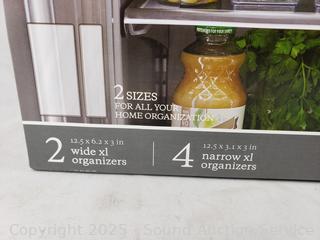 2 SIZES
FOR ALL YOUR
HOME ORGANIZATION
12.5 x 6.2 x 3 in
2 wide xl
organizers
12.5 x 3.1 x 3 in
4 narrow xl
organizers
Copyright 2025 - Sound Auction Service